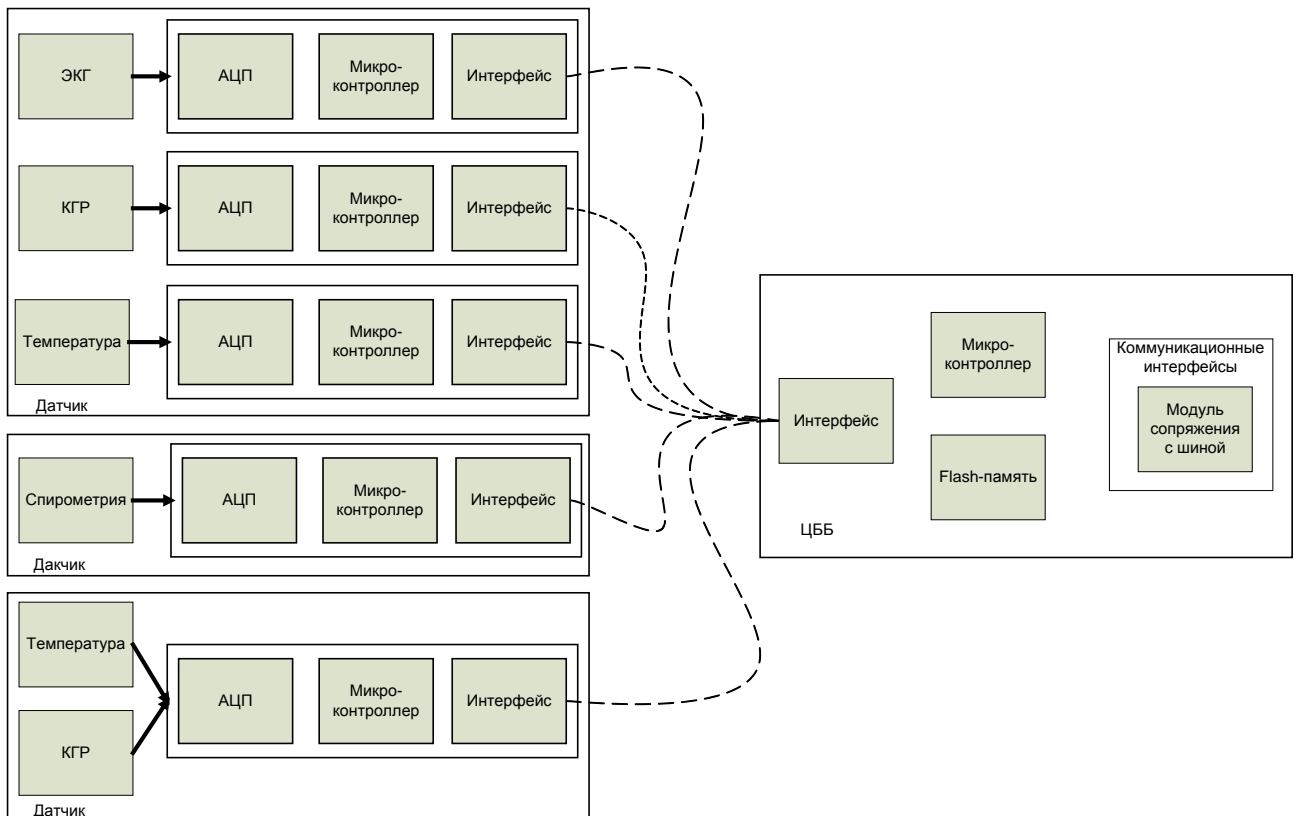 ЭКГ
АЦП
Микро-
контроллер
Интерфейс
КГР
АЦП
Микро-
контроллер
Интерфейс
Температура
АЦП
Микро-
контроллер
Интерфейс
Датчик
Спирометрия
АЦП
Микро-
контроллер
Интерфейс
Дакчик
Температура
КГР
АЦП
Микро-
контроллер
Интерфейс
Датчик
Интерфейс
Микро-
контроллер
Flash-память
Коммуникационные
интерфейсы
Модуль
сопряжения
с шиной
ЦББ